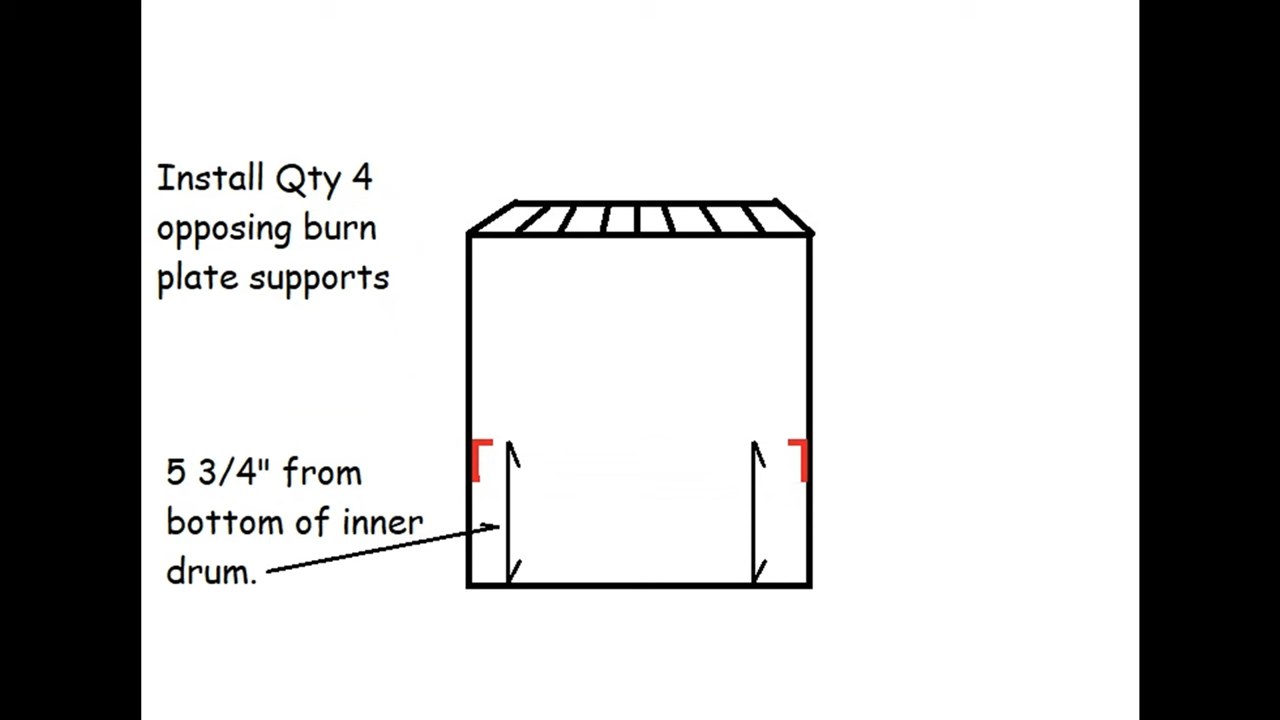 Install Qty 4
opposing burn
plate supports
5 3/4" from
bottom of inner
drum.